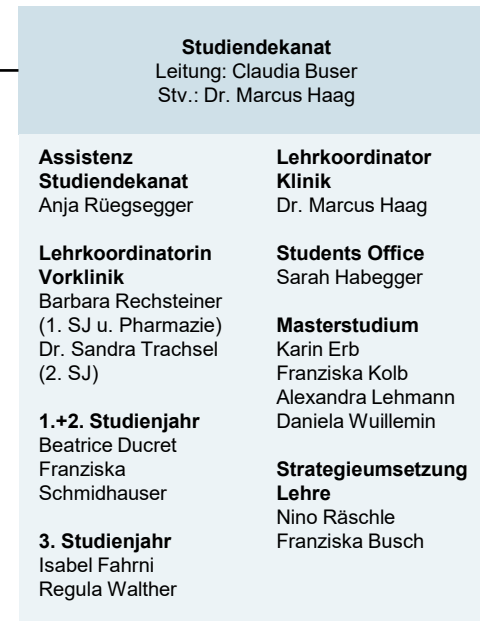 Studiendekanat
Leitung: Claudia Buser
Stv.: Dr. Marcus Haag
Assistenz
Studiendekanat
Anja Rüegsegger
Lehrkoordinatorin
Vorklinik
Barbara Rechsteiner
(1. SJ u. Pharmazie)
Dr. Sandra Trachsel
(2. SJ)
1.+2. Studienjahr
Beatrice Ducret
Franziska
Schmidhauser
3. Studienjahr
Isabel Fahrni
Regula Walther
Lehrkoordinator
Klinik
Dr. Marcus Haag
Students Office
Sarah Habegger
Masterstudium
Karin Erb
Franziska Kolb
Alexandra Lehmann
Daniela Wuillemin
Strategieumsetzung
Lehre
Nino Räschle
Franziska Busch